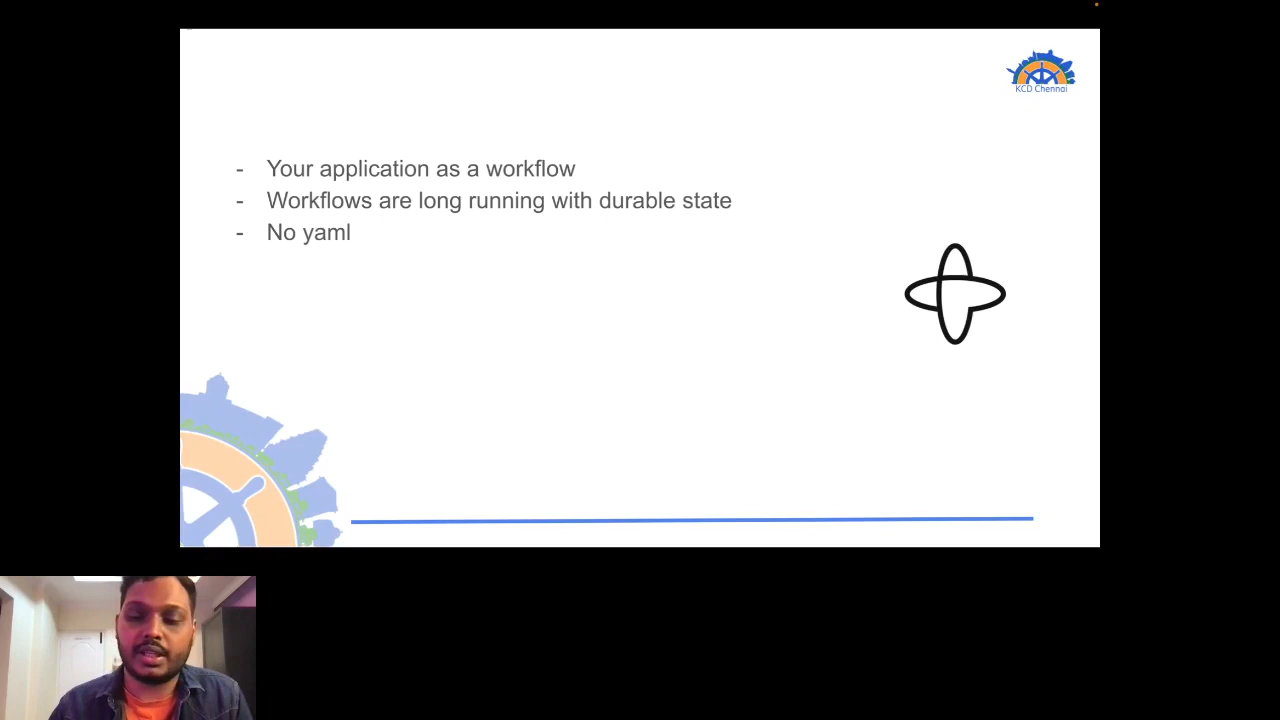 KCD Chennai
- Your application as a workflow
- Workflows are long running with durable state
- No yaml